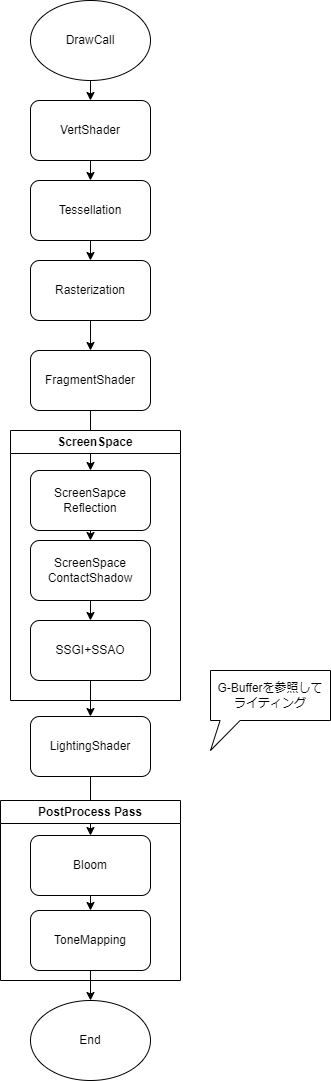 DrawCall
VertShader
Tessellation
Rasterization
FragmentShader
ScreenSpace
ScreenSapce
Reflection
ScreenSpace
ContactShadow
SSGI+SSAO
G-Bufferを参照して
ライティング
LightingShader
PostProcess Pass
Bloom
ToneMapping
End